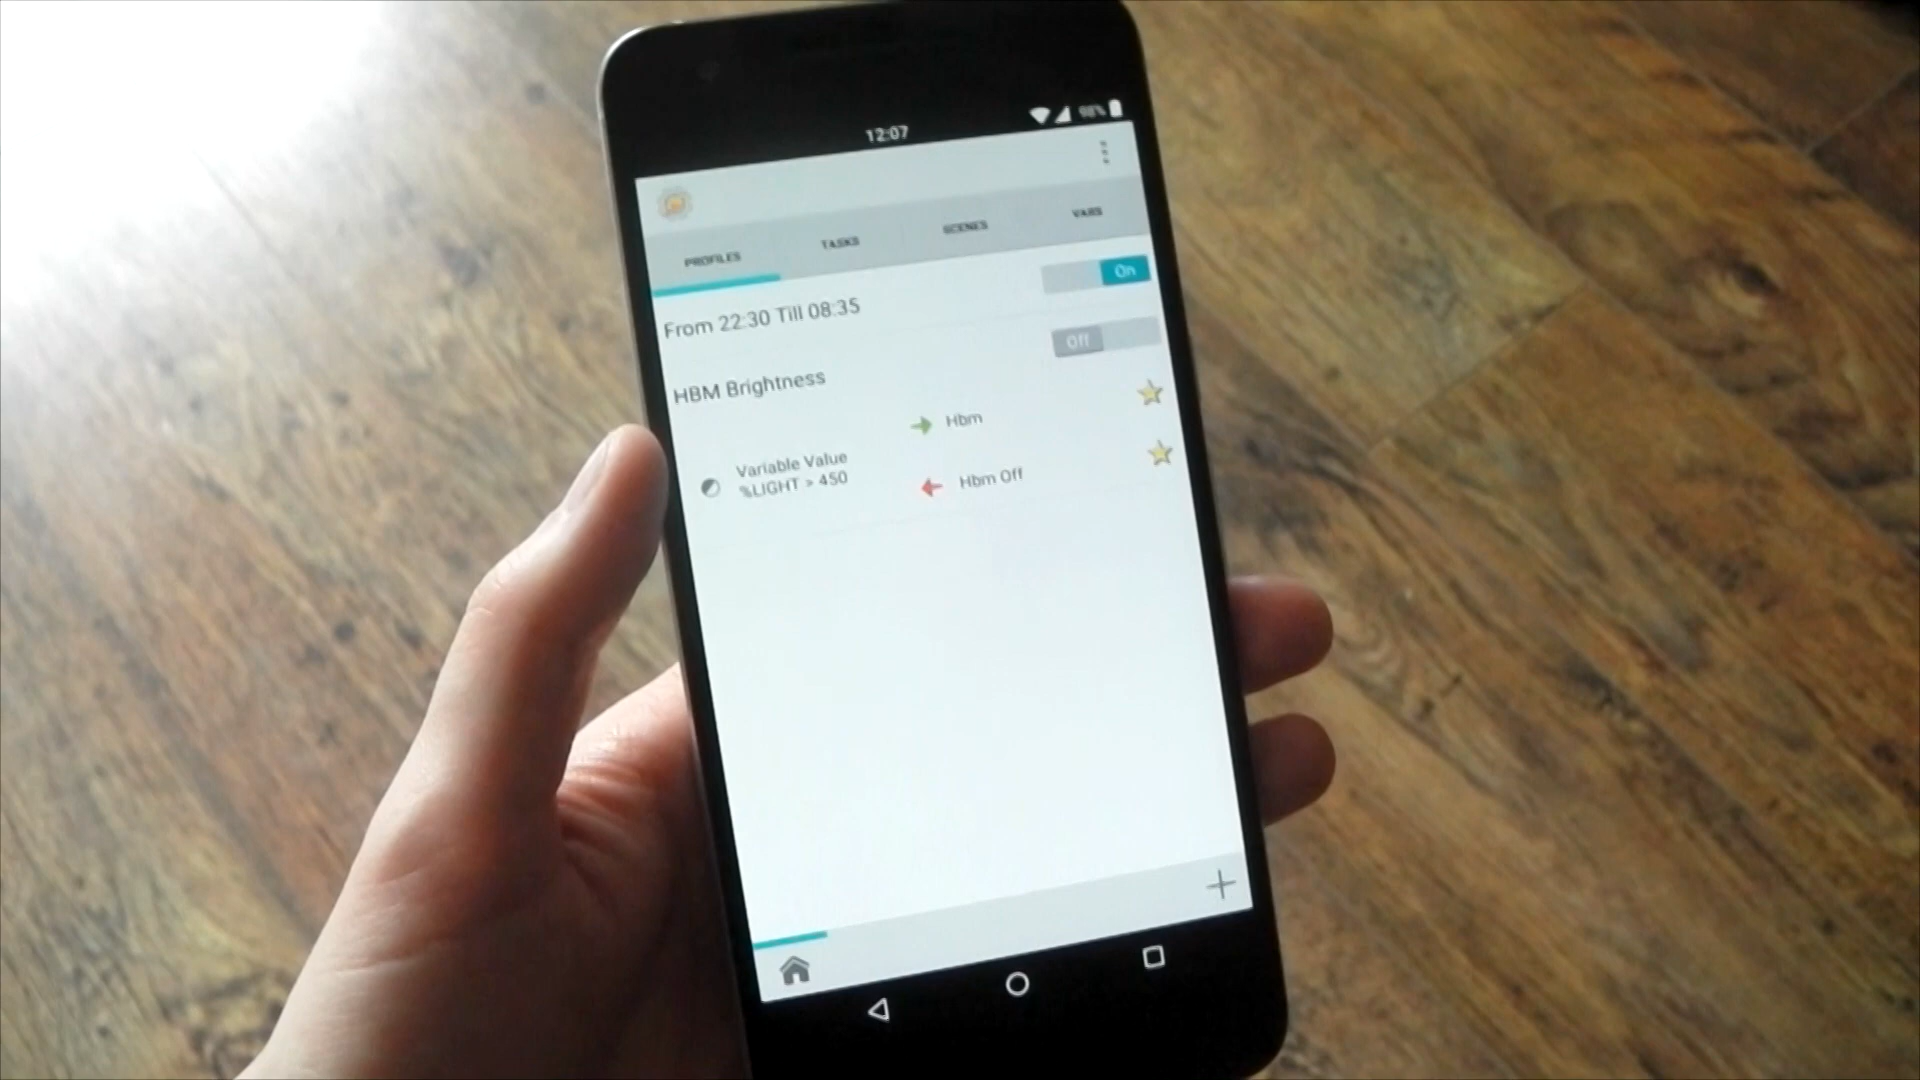 12:07
98%
PROFILES TASKS SCENES VARS
From 22:30 Till 08:35
On
HBM Brightness
Off
Variable Value
%LIGHT > 450
Hbm
Hbm Off